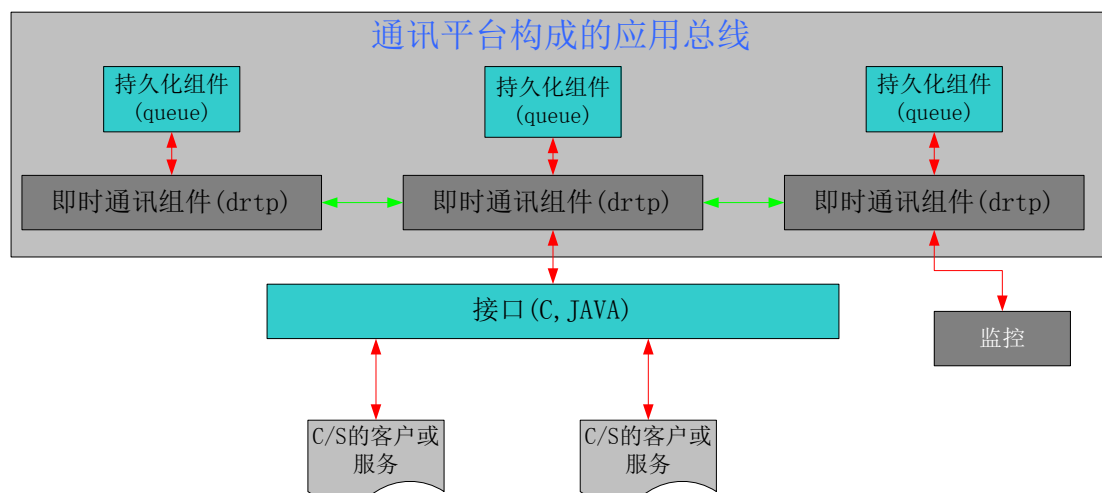 通讯平台构成的应用总线
持久化组件
(queue)
持久化组件
(queue)
持久化组件
(queue)
即时通讯组件(drtp)
即时通讯组件(drtp)
即时通讯组件(drtp)
接口(C,JAVA)
监控
C/S的客户或
服务
C/S的客户或
服务